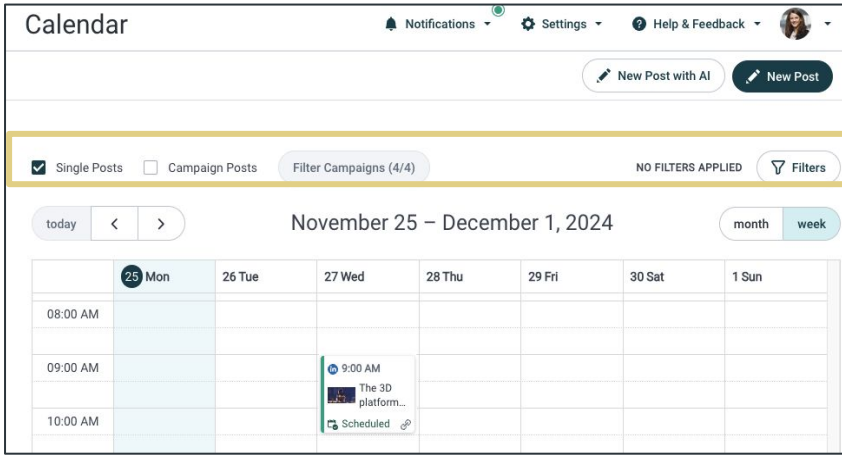 Calendar
Notifications
Settings
Help & Feedback
New Post with AI
New Post
Single Posts
Campaign Posts
Filter Campaigns (4/4)
NO FILTERS APPLIED
Filters
today
November 25 – December 1, 2024
month
week
25 Mon
26 Tue
27 Wed
28 Thu
29 Fri
30 Sat
1 Sun
08:00 AM
09:00 AM
in 9:00 AM
The 3D
platform...
Scheduled
10:00 AM